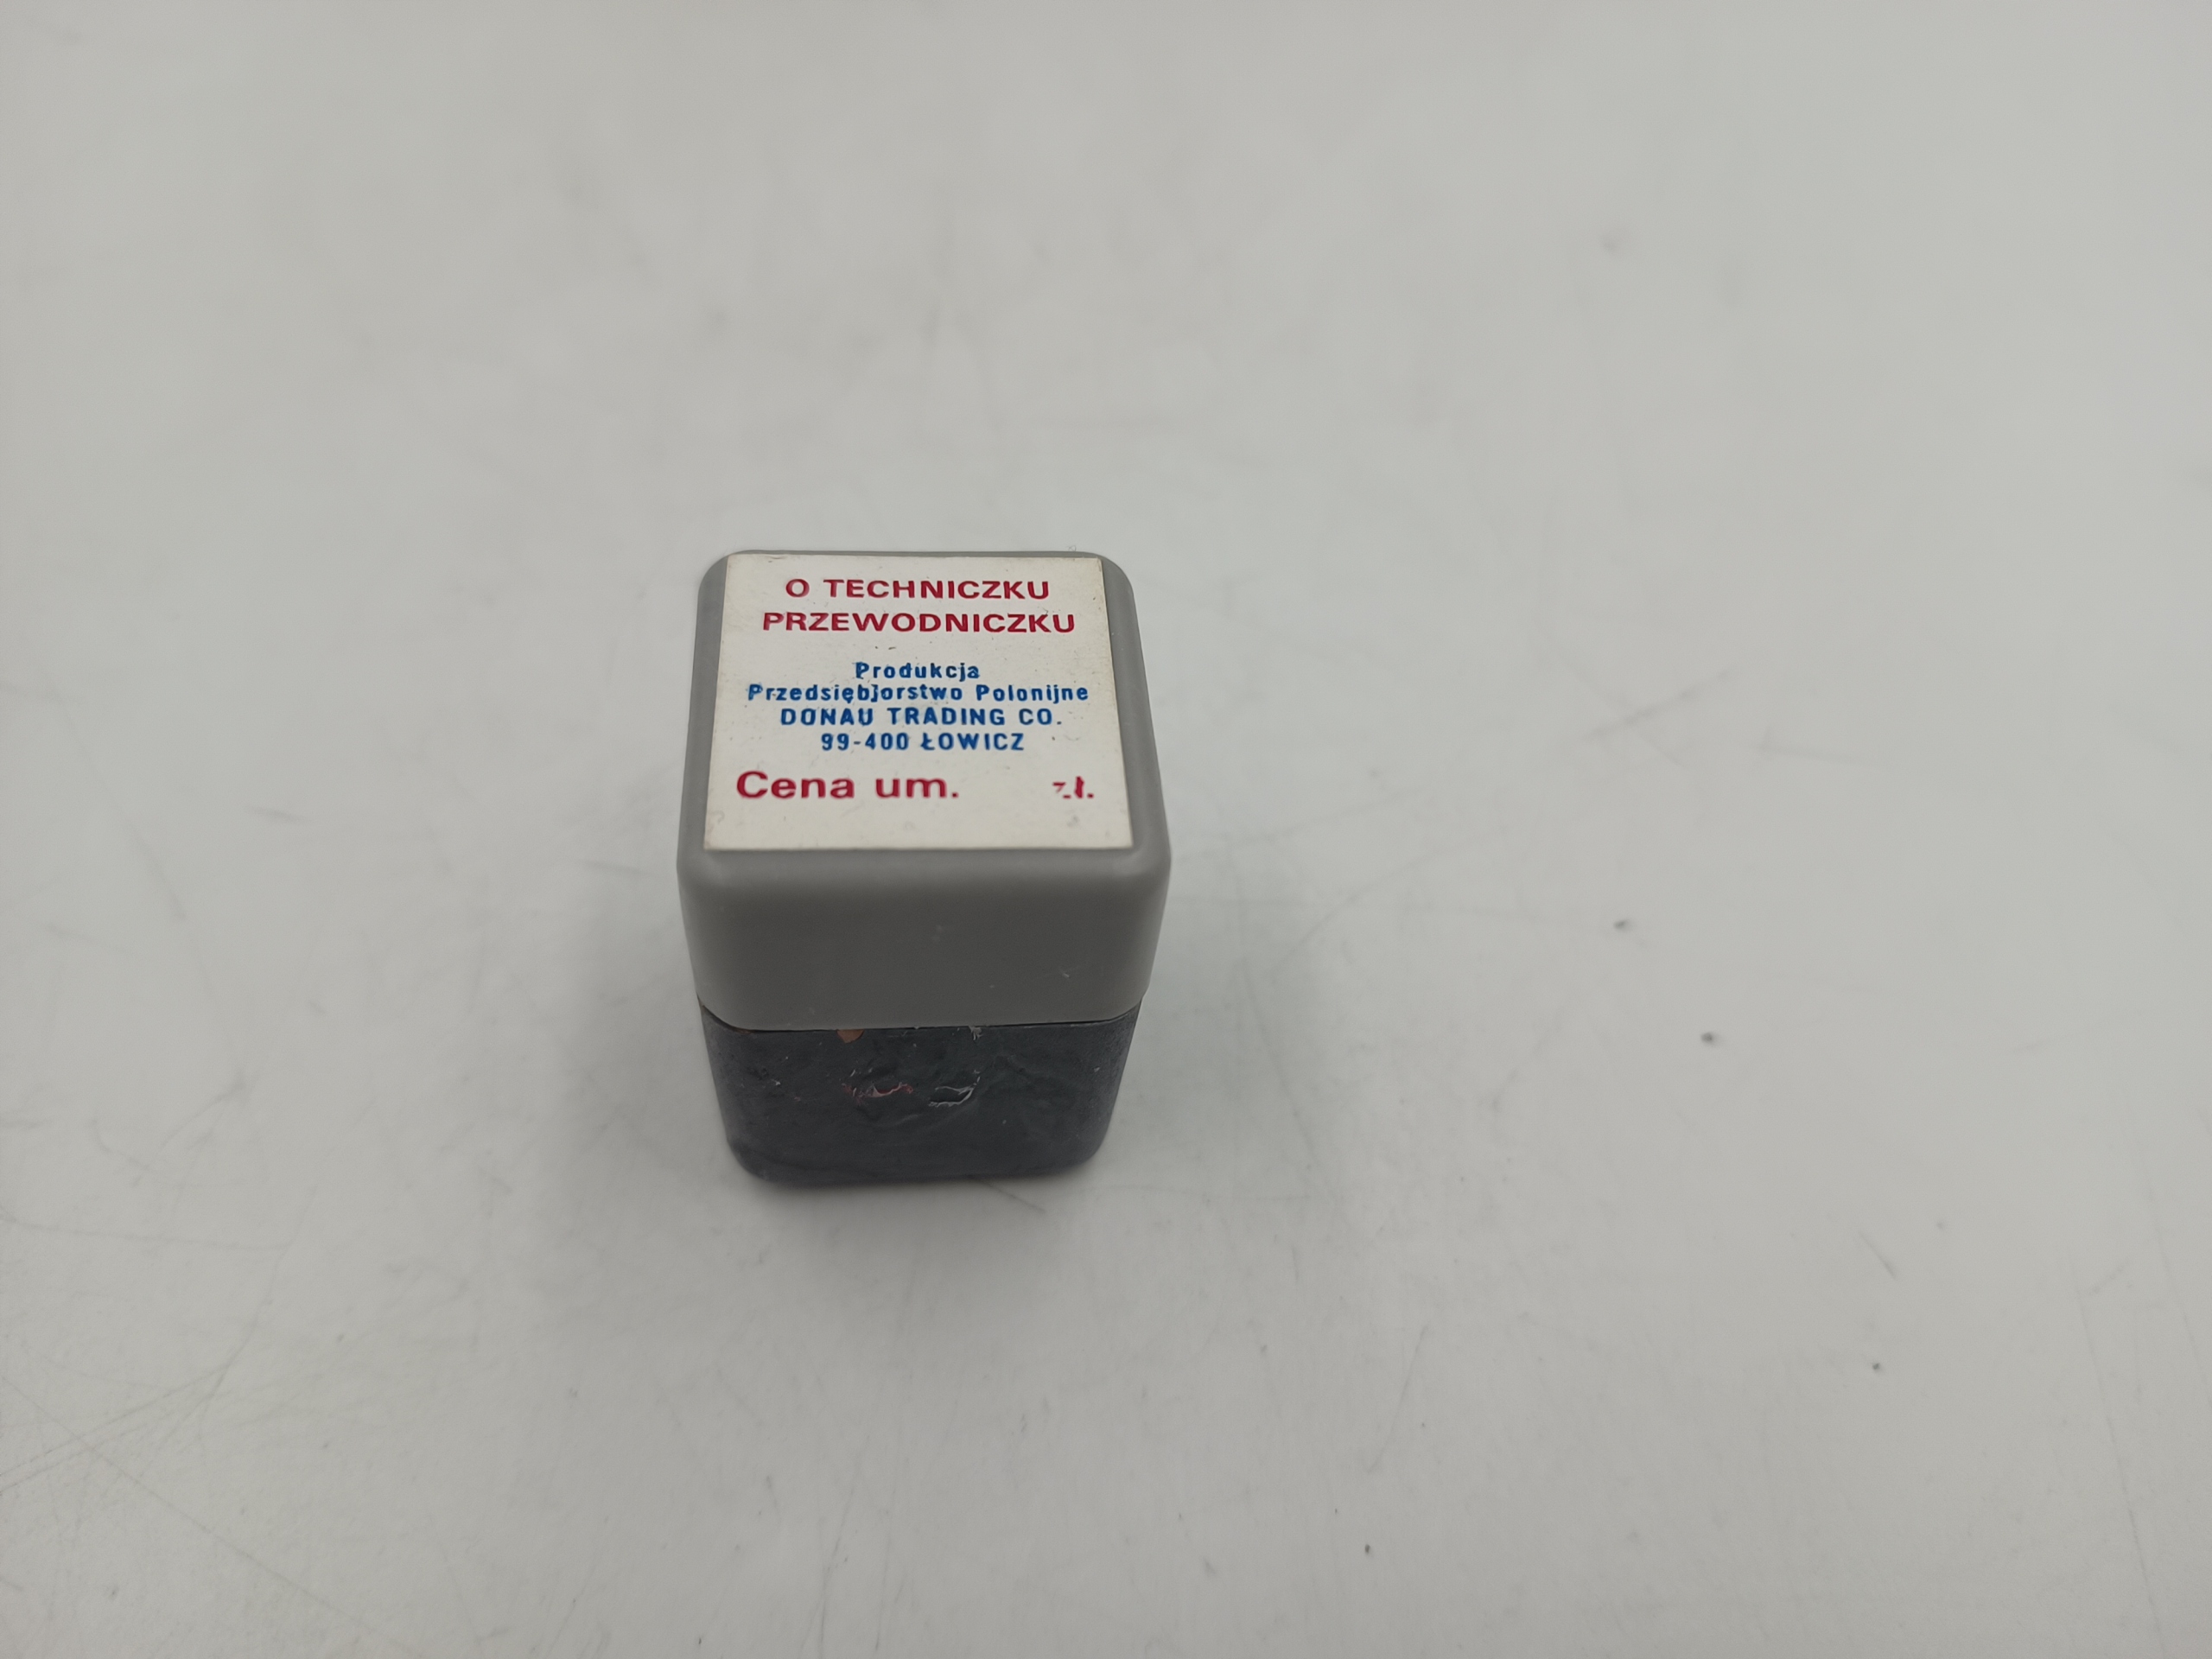 O TECHNICZKU
PRZEWODNICZKU
Produkcja
Przedsiębiorstwo Polonijne
DONAU TRADING CO.
99-400 ŁOWICZ
Cena um. zł.